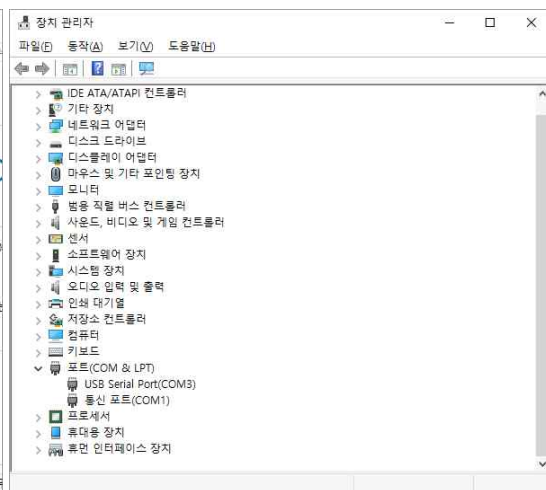 장치 관리자
파일(F) 동작(A) 보기(V) 도움말(H)
IDE ATA/ATAPI 컨트롤러
기타 장치
네트워크 어댑터
디스크 드라이브
디스플레이 어댑터
마우스 및 기타 포인팅 장치
모니터
범용 직렬 버스 컨트롤러
사운드, 비디오 및 게임 컨트롤러
센서
소프트웨어 장치
시스템 장치
오디오 입력 및 출력
인쇄 대기열
저장소 컨트롤러
컴퓨터
키보드
포트(COM & LPT)
USB Serial Port(COM3)
통신 포트(COM1)
프로세서
휴대용 장치
휴먼 인터페이스 장치